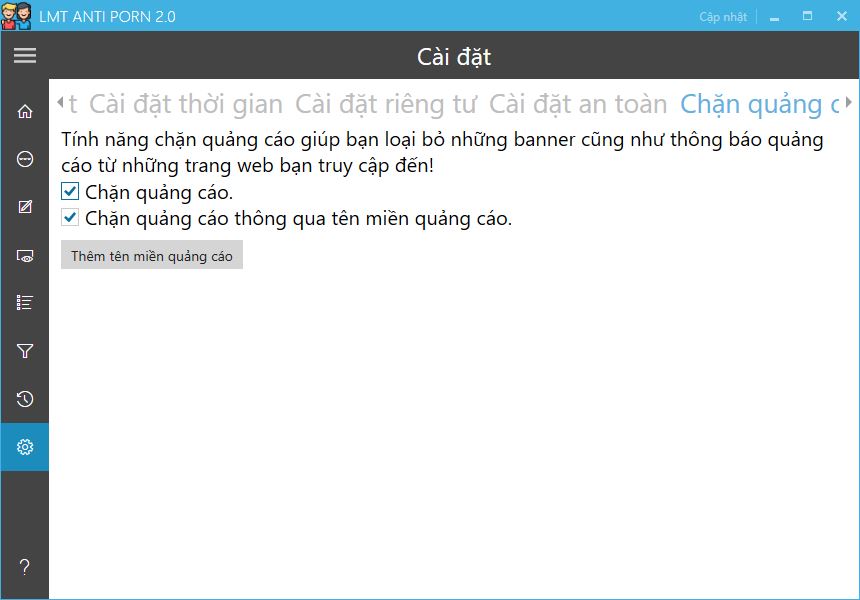 LMT ANTI PORN 2.0
Cập nhật
Cài đặt
t Cài đặt thời gian Cài đặt riêng tư Cài đặt an toàn Chặn quảng c
Tính năng chặn quảng cáo giúp bạn loại bỏ những banner cũng như thông báo quảng
cáo từ những trang web bạn truy cập đến!
Chặn quảng cáo.
Chặn quảng cáo thông qua tên miền quảng cáo.
Thêm tên miền quảng cáo
?